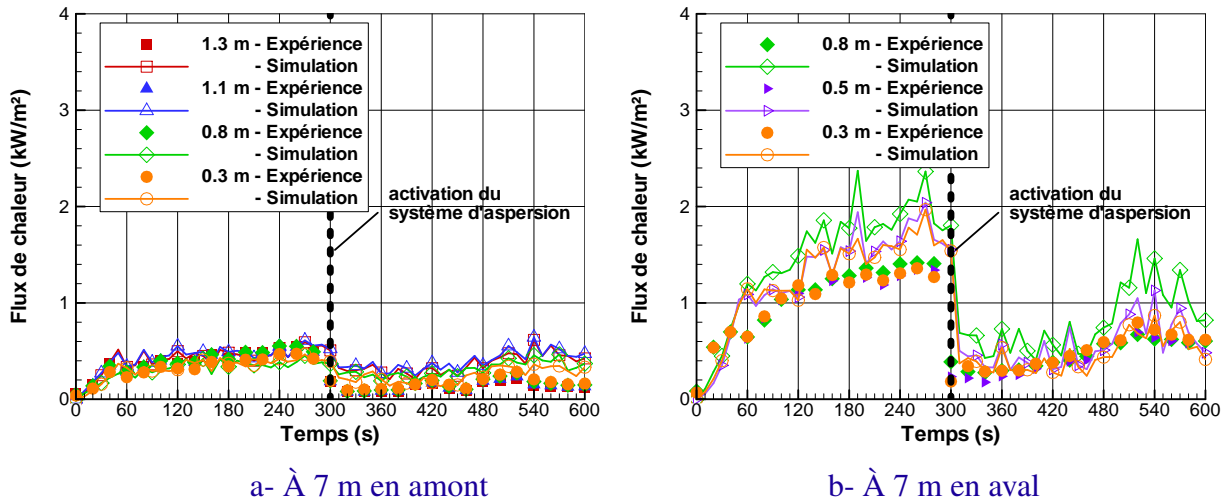 Flux de chaleur (kW/m²)
4
3
2
1
0
1.3 m - Expérience
- Simulation
1.1 m - Expérience
- Simulation
0.8 m - Expérience
- Simulation
0.3 m - Expérience
- Simulation
activation du
système d'aspersion
0 60 120 180 240 300 360 420 480 540 600
Temps (s)
a- À 7 m en amont
Flux de chaleur (kW/m²)
4
3
2
1
0
0.8 m - Expérience
- Simulation
0.5 m - Expérience
- Simulation
0.3 m - Expérience
- Simulation
activation du
système d'aspersion
0 60 120 180 240 300 360 420 480 540 600
Temps (s)
b- À 7 m en aval